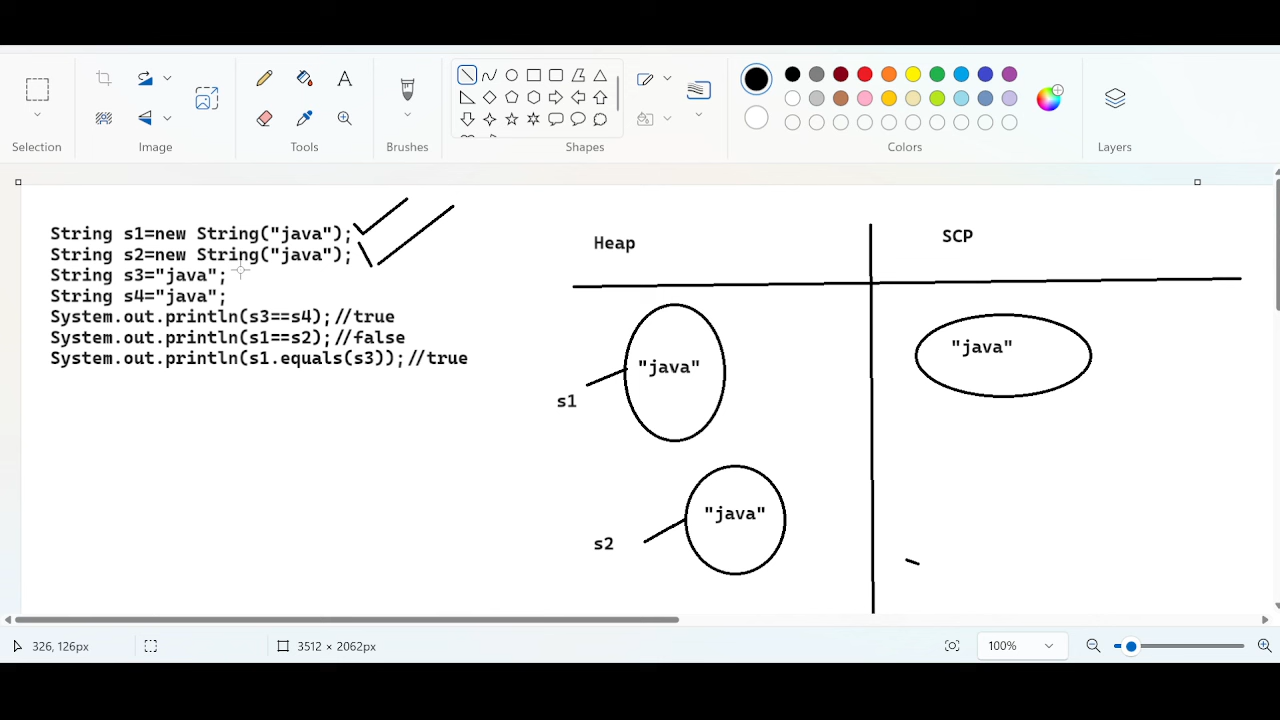 Selection
Image
Tools
Brushes
Shapes
Colors
Layers
A
String s1=new String("java");
String s2=new String("java");
String s3="java";
String s4="java";
System.out.println(s3==s4);//true
System.out.println(s1==s2);//false
System.out.println(s1.equals(s3));//true
Heap
SCP
"java"
s1
"java"
"java"
s2
326, 126px
3512 × 2062px
100%